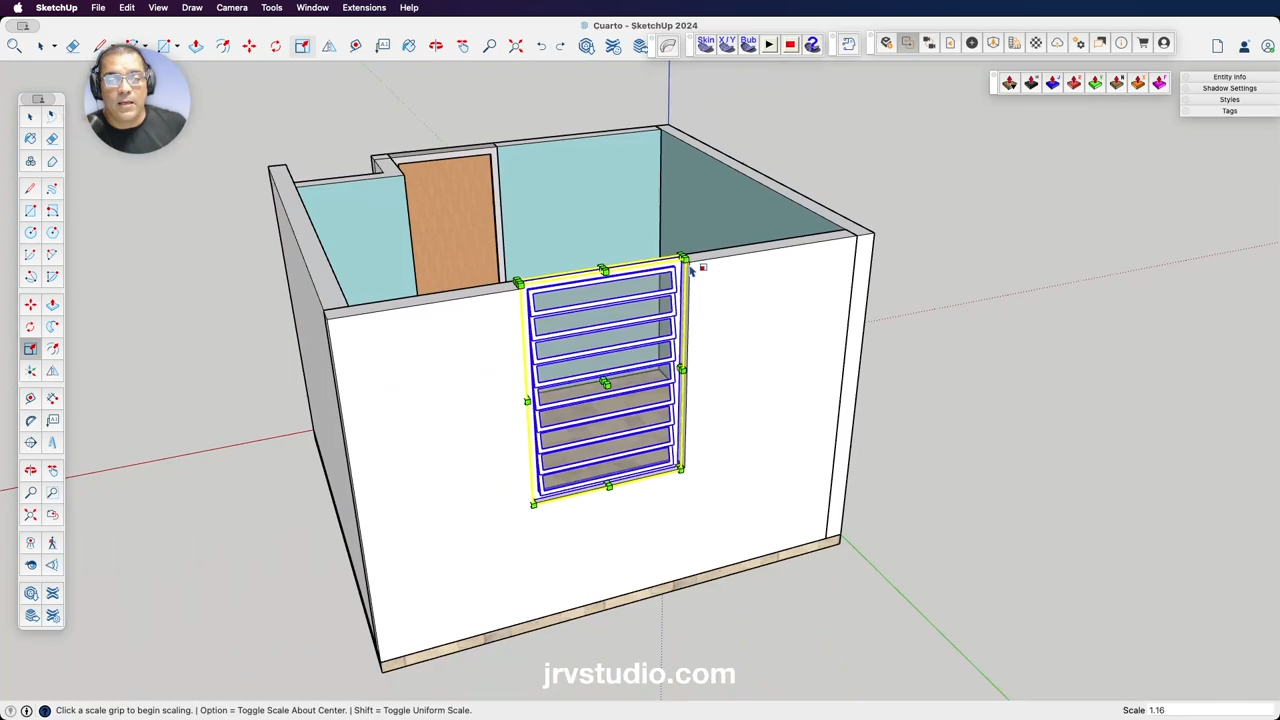 SketchUp File Edit View Draw Camera Tools Window Extensions Help
Cuarto - SketchUp 2024
Skin X/Y Bub
Entity Info
Shadow Settings
Styles
Tags
jrvstudio.com
Click a scale grip to begin scaling. | Option = Toggle Scale About Center. | Shift = Toggle Uniform Scale.
Scale 1.16